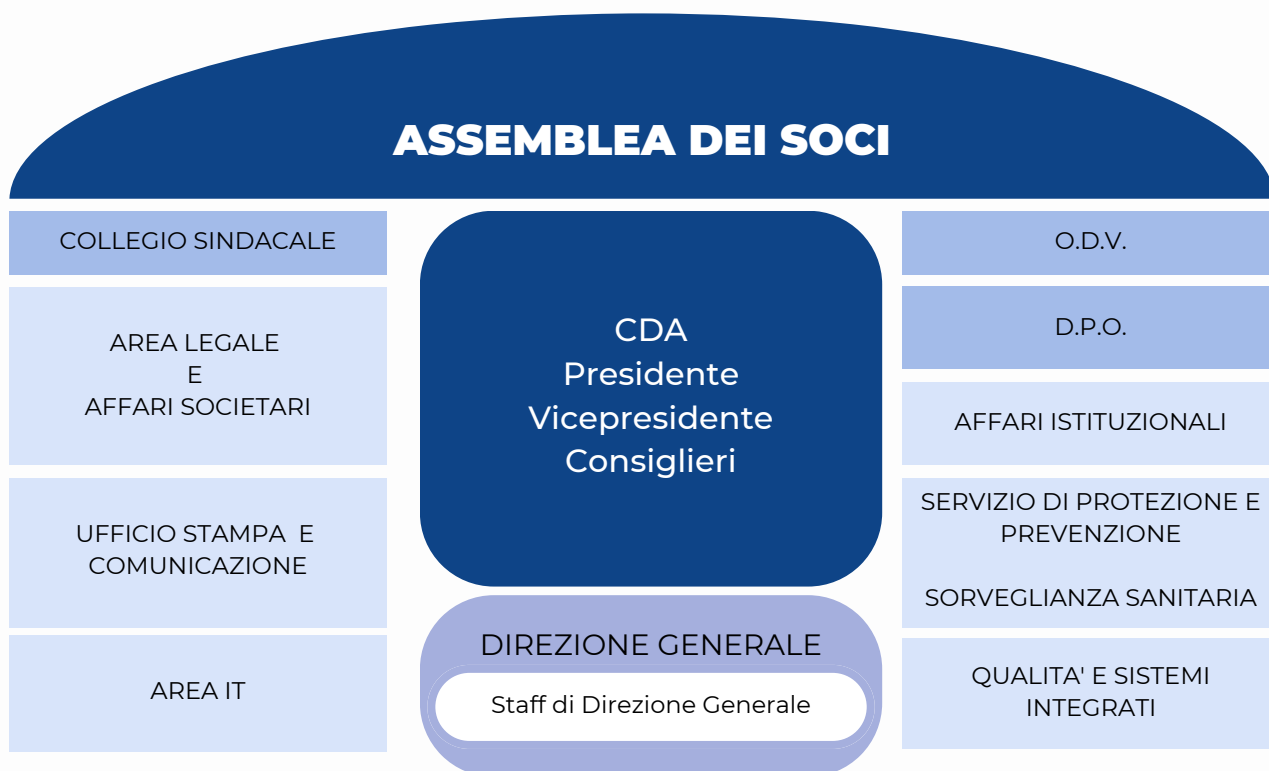 ASSEMBLEA DEI SOCI
COLLEGIO SINDACALE
AREA LEGALE
E
AFFARI SOCIETARI
UFFICIO STAMPA E
COMUNICAZIONE
AREA IT
CDA
Presidente
Vicepresidente
Consiglieri
DIREZIONE GENERALE
Staff di Direzione Generale
O.D.V.
D.P.O.
AFFARI ISTITUZIONALI
SERVIZIO DI PROTEZIONE E
PREVENZIONE
SORVEGLIANZA SANITARIA
QUALITA' E SISTEMI
INTEGRATI